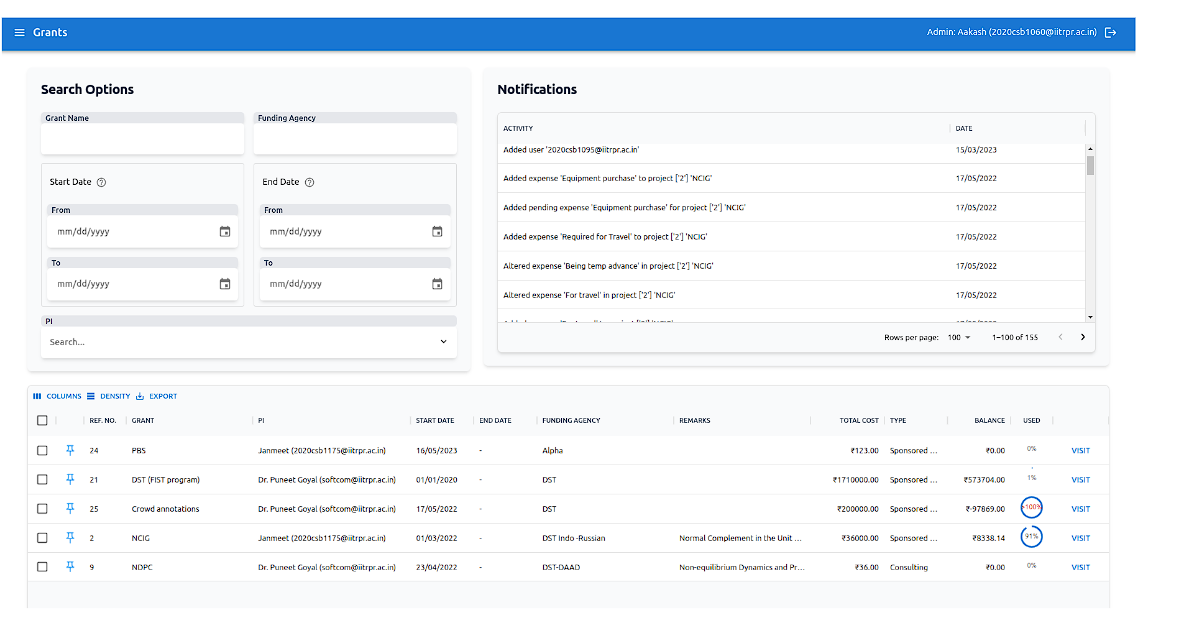 Grants
Admin: Aakash (2020csb1060@iitrpr.ac.in)
Search Options
Grant Name
Funding Agency
Start Date
End Date
From
From
mm/dd/yyyy
mm/dd/yyyy
To
To
mm/dd/yyyy
mm/dd/yyyy
PI
Search...
Notifications
ACTIVITY DATE
Added user '2020csb1095@iitrpr.ac.in' 15/03/2023
Added expense 'Equipment purchase' to project ['2'] 'NCIG' 17/05/2022
Added pending expense 'Equipment purchase' for project ['2'] 'NCIG' 17/05/2022
Added expense 'Required for Travel' to project ['2'] 'NCIG' 17/05/2022
Altered expense 'Being temp advance' in project ['2'] 'NCIG' 17/05/2022
Altered expense 'For travel' in project ['2'] 'NCIG' 17/05/2022
Rows per page: 100 1–100 of 155
COLUMNS DENSITY EXPORT
REF. NO. GRANT PI START DATE END DATE FUNDING AGENCY REMARKS TOTAL COST TYPE BALANCE USED
24 PBS Janmeet (2020csb1175@iitrpr.ac.in) 16/05/2023 - Alpha ₹123.00 Sponsored ... ₹0.00 0% VISIT
21 DST (FIST program) Dr. Puneet Goyal (softcom@iitrpr.ac.in) 01/01/2020 - DST ₹1710000.00 Sponsored ... ₹573704.00 1% VISIT
25 Crowd annotations Dr. Puneet Goyal (softcom@iitrpr.ac.in) 17/05/2022 - DST ₹200000.00 Sponsored ... ₹-97869.00 >100% VISIT
2 NCIG Janmeet (2020csb1175@iitrpr.ac.in) 01/03/2022 - DST Indo -Russian Normal Complement in the Unit ... ₹36000.00 Sponsored ... ₹8338.14 91% VISIT
9 NDPC Dr. Puneet Goyal (softcom@iitrpr.ac.in) 23/04/2022 - DST-DAAD Non-equilibrium Dynamics and Pr... ₹36.00 Consulting ₹0.00 0% VISIT